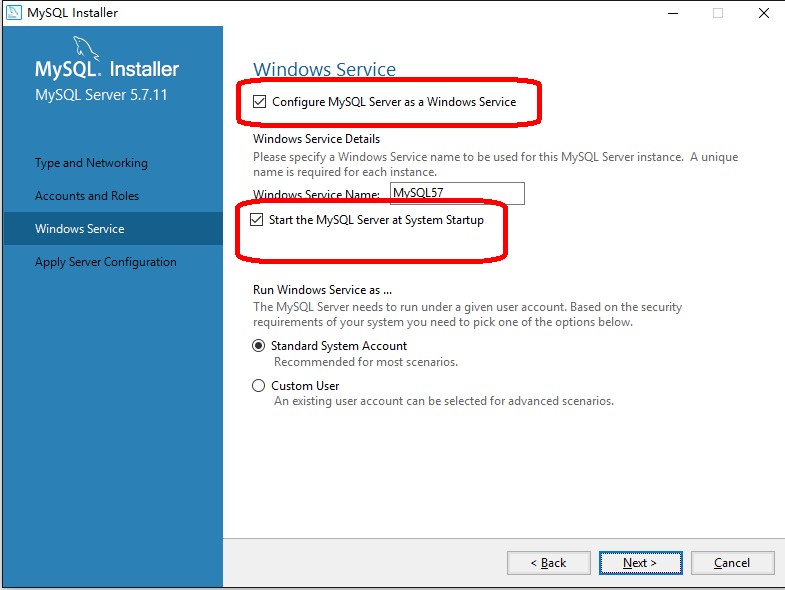 MySQL Installer
MySQL. Installer
MySQL Server 5.7.11
Type and Networking
Accounts and Roles
Windows Service
Apply Server Configuration
Windows Service
Configure MySQL Server as a Windows Service
Windows Service Details
Please specify a Windows Service name to be used for this MySQL Server instance. A unique
name is required for each instance.
Windows Service Name: MySQL57
Start the MySQL Server at System Startup
Run Windows Service as ...
The MySQL Server needs to run under a given user account. Based on the security
requirements of your system you need to pick one of the options below.
Standard System Account
Recommended for most scenarios.
Custom User
An existing user account can be selected for advanced scenarios.
< Back
Next >
Cancel